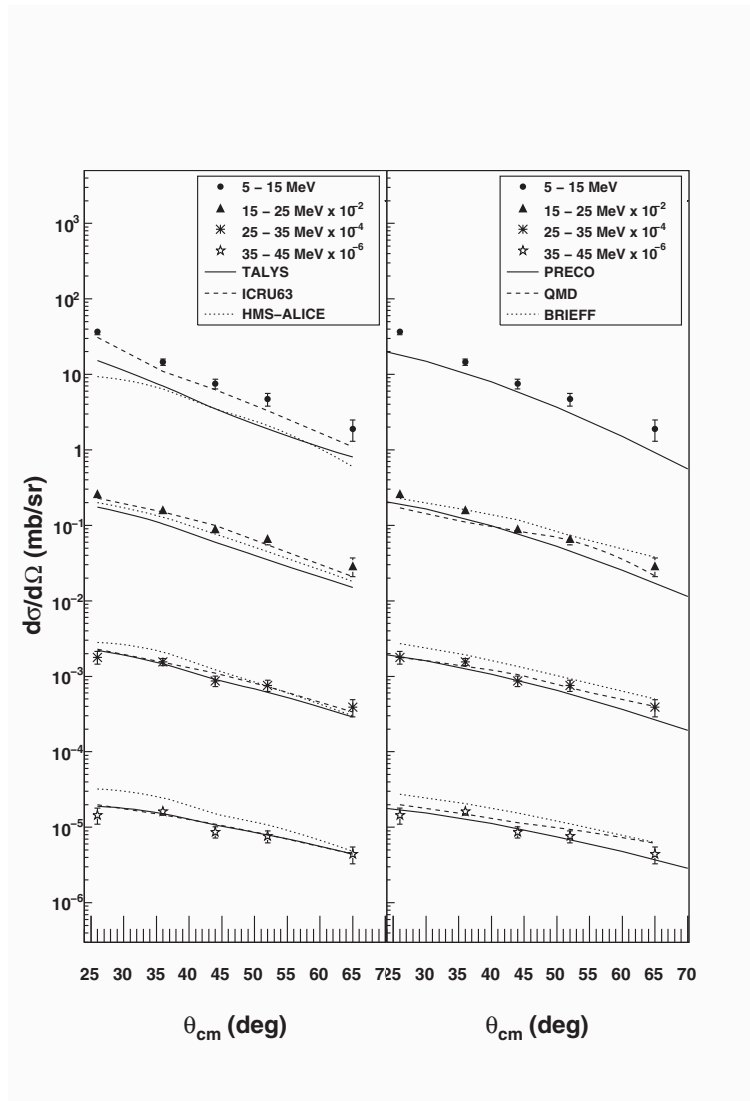 5 – 15 MeV
15 – 25 MeV x 10⁻²
25 – 35 MeV x 10⁻⁴
35 – 45 MeV x 10⁻⁶
TALYS
ICRU63
HMS-ALICE
5 – 15 MeV
15 – 25 MeV x 10⁻²
25 – 35 MeV x 10⁻⁴
35 – 45 MeV x 10⁻⁶
PRECO
QMD
BRIEFF
10³
10²
10
1
10⁻¹
10⁻²
10⁻³
10⁻⁴
10⁻⁵
10⁻⁶
dσ/dΩ (mb/sr)
25 30 35 40 45 50 55 60 65
25 30 35 40 45 50 55 60 65 70
θcm (deg)
θcm (deg)